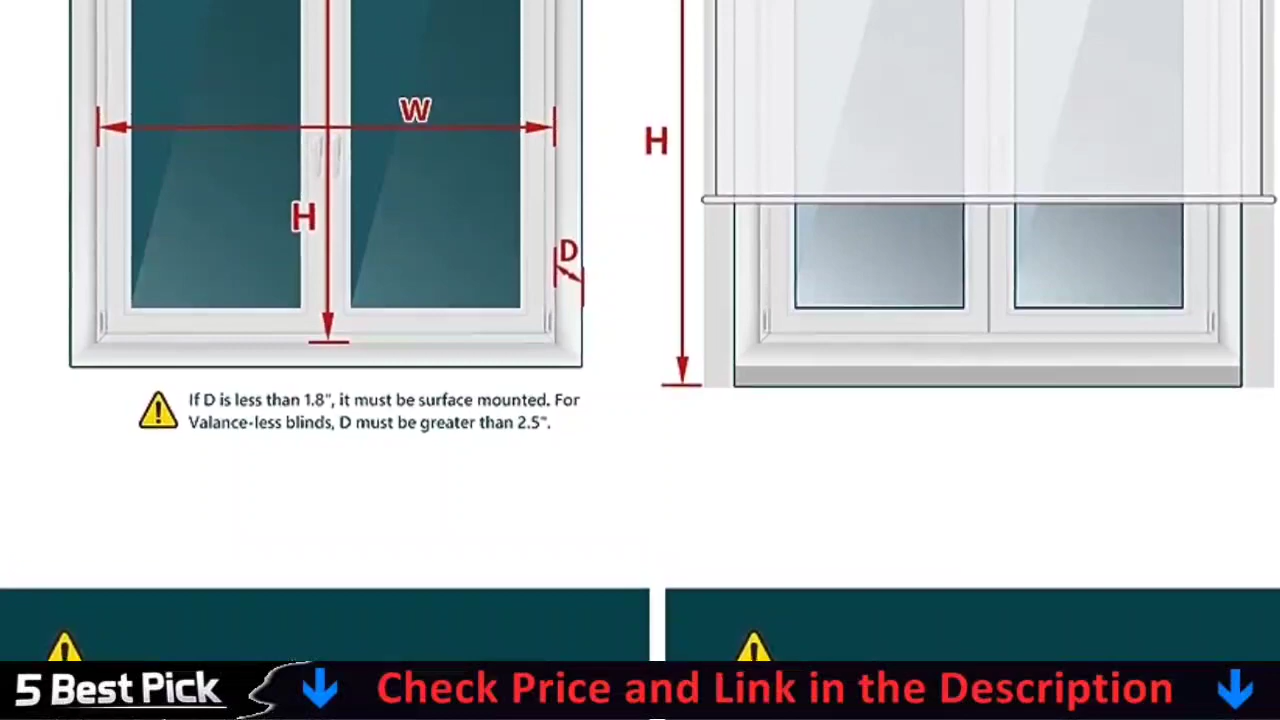 W
H
H
D
If D is less than 1.8", it must be surface mounted. For
Valance-less blinds, D must be greater than 2.5".
5 Best Pick
Check Price and Link in the Description